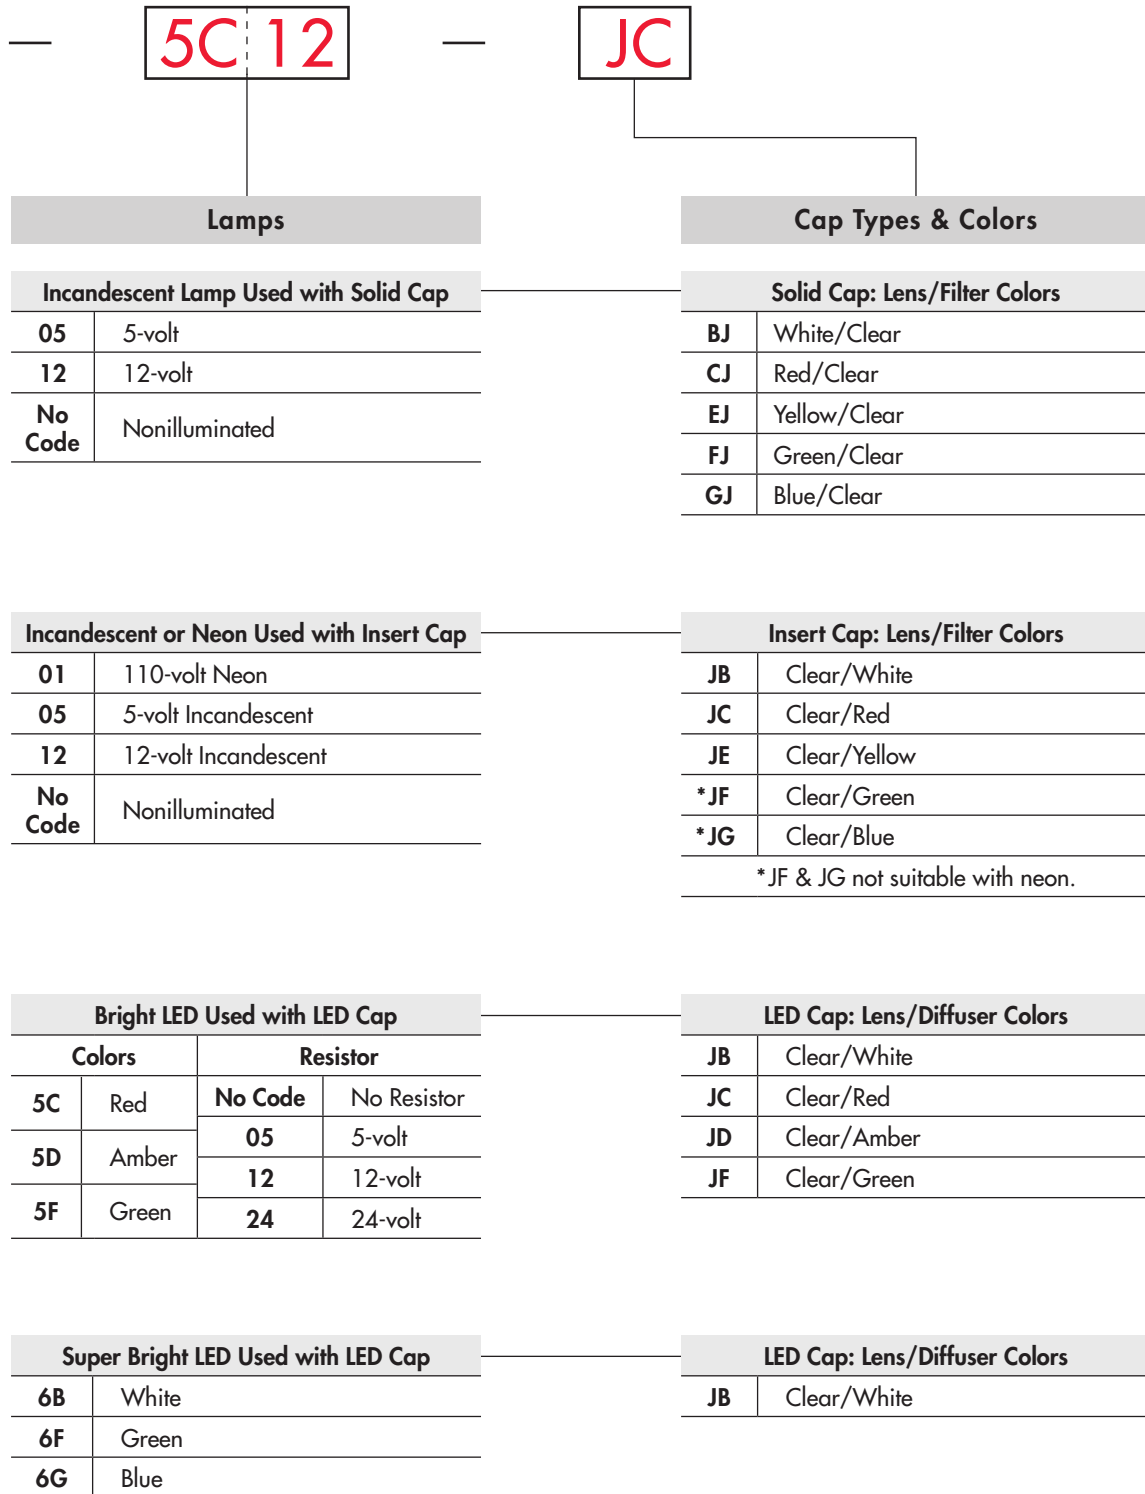 — 5C 12 — JC
Lamps
Cap Types & Colors
Incandescent Lamp Used with Solid Cap
05 5-volt
12 12-volt
No
Code
Nonilluminated
Solid Cap: Lens/Filter Colors
BJ White/Clear
CJ Red/Clear
EJ Yellow/Clear
FJ Green/Clear
GJ Blue/Clear
Incandescent or Neon Used with Insert Cap
01 110-volt Neon
05 5-volt Incandescent
12 12-volt Incandescent
No
Code
Nonilluminated
Insert Cap: Lens/Filter Colors
JB Clear/White
JC Clear/Red
JE Clear/Yellow
* JF Clear/Green
* JG Clear/Blue
* JF & JG not suitable with neon.
Bright LED Used with LED Cap
Colors Resistor
5C Red
5D Amber
5F Green
No Code No Resistor
05 5-volt
12 12-volt
24 24-volt
LED Cap: Lens/Diffuser Colors
JB Clear/White
JC Clear/Red
JD Clear/Amber
JF Clear/Green
Super Bright LED Used with LED Cap
6B White
6F Green
6G Blue
LED Cap: Lens/Diffuser Colors
JB Clear/White